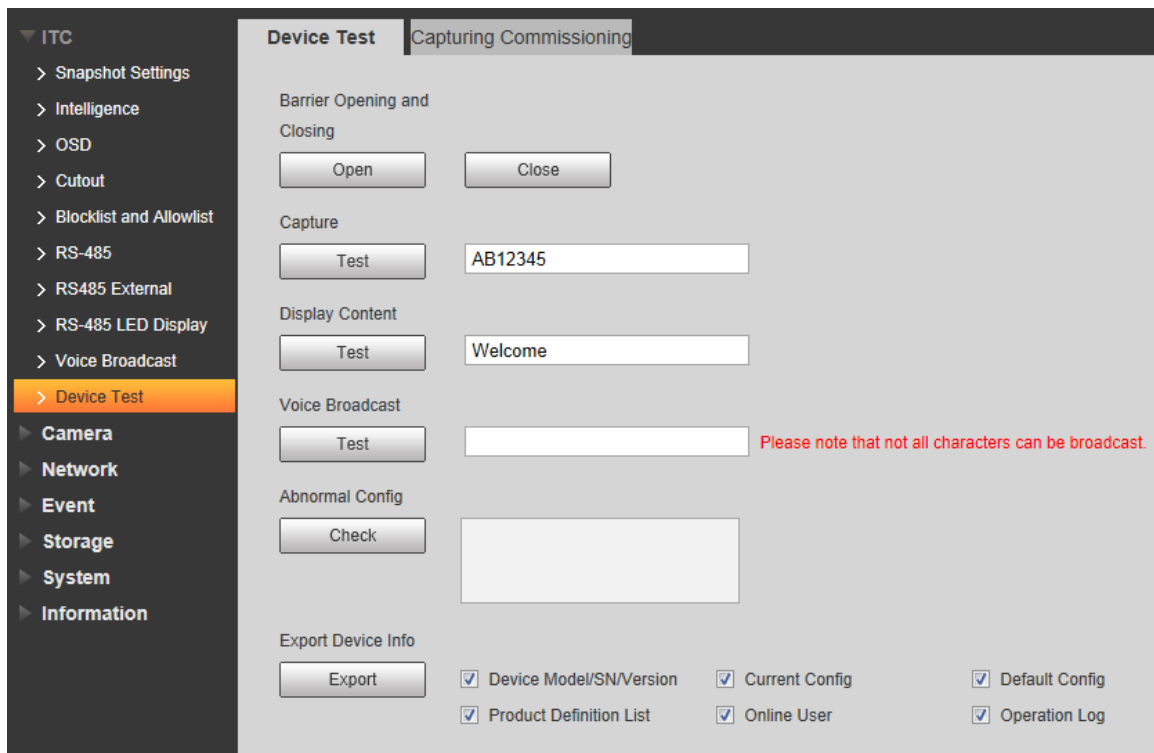 ITC
Snapshot Settings
Intelligence
OSD
Cutout
Blocklist and Allowlist
RS-485
RS485 External
RS-485 LED Display
Voice Broadcast
Device Test
Camera
Network
Event
Storage
System
Information
Device Test
Capturing Commissioning
Barrier Opening and
Closing
Open
Close
Capture
Test
AB12345
Display Content
Test
Welcome
Voice Broadcast
Test
Please note that not all characters can be broadcast.
Abnormal Config
Check
Export Device Info
Export
Device Model/SN/Version
Current Config
Default Config
Product Definition List
Online User
Operation Log